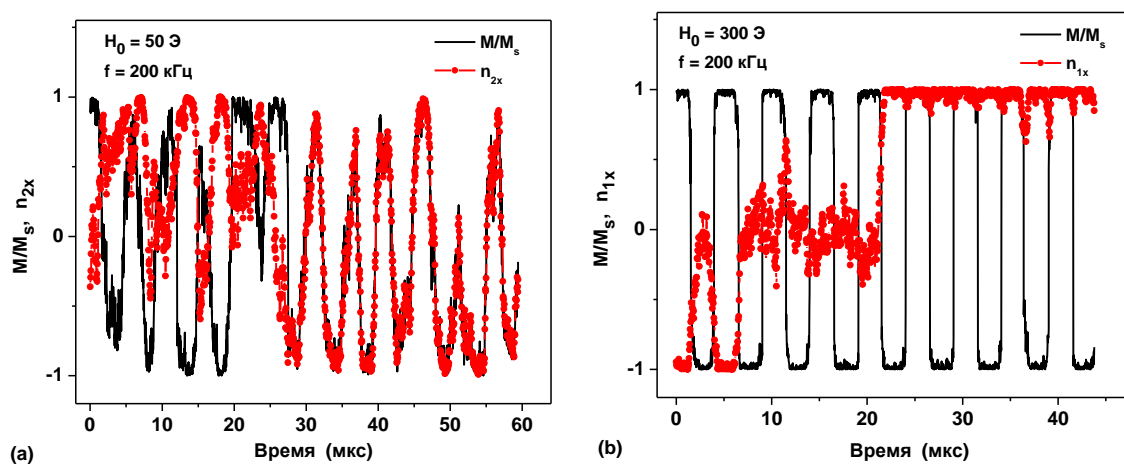 H₀ = 50 Э
f = 200 кГц
M/Mₛ
n₂ₓ
M/Mₛ, n₂ₓ
1
0
-1
0 10 20 30 40 50 60
Время (мкс)
(a)
H₀ = 300 Э
f = 200 кГц
M/Mₛ
n₁ₓ
M/Mₛ, n₁ₓ
1
0
-1
0 10 20 30 40
Время (мкс)
(b)